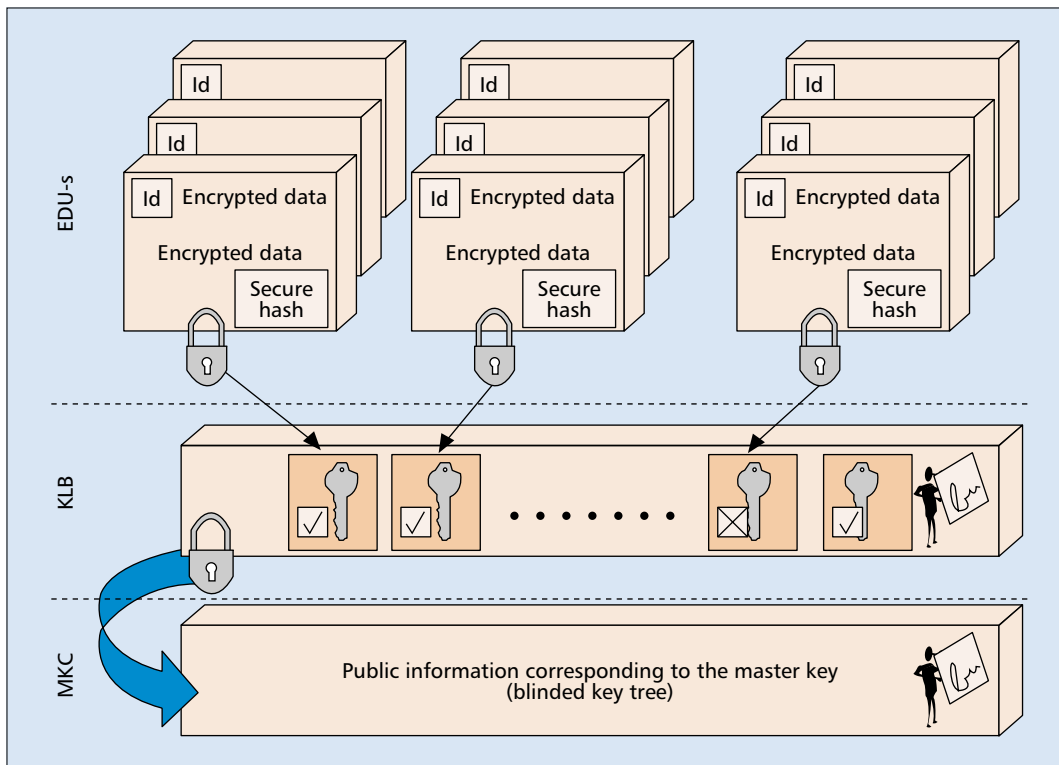 EDU-s
Id
Id
Id
Id
Id
Id
Id Encrypted data
Id Encrypted data
Id Encrypted data
Encrypted data
Encrypted data
Encrypted data
Secure
hash
Secure
hash
Secure
hash
KLB
MKC
Public information corresponding to the master key
(blinded key tree)